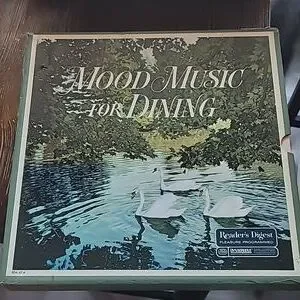 MOOD MUSIC
FOR DINING
Reader's Digest
PLEASURE PROGRAMMED